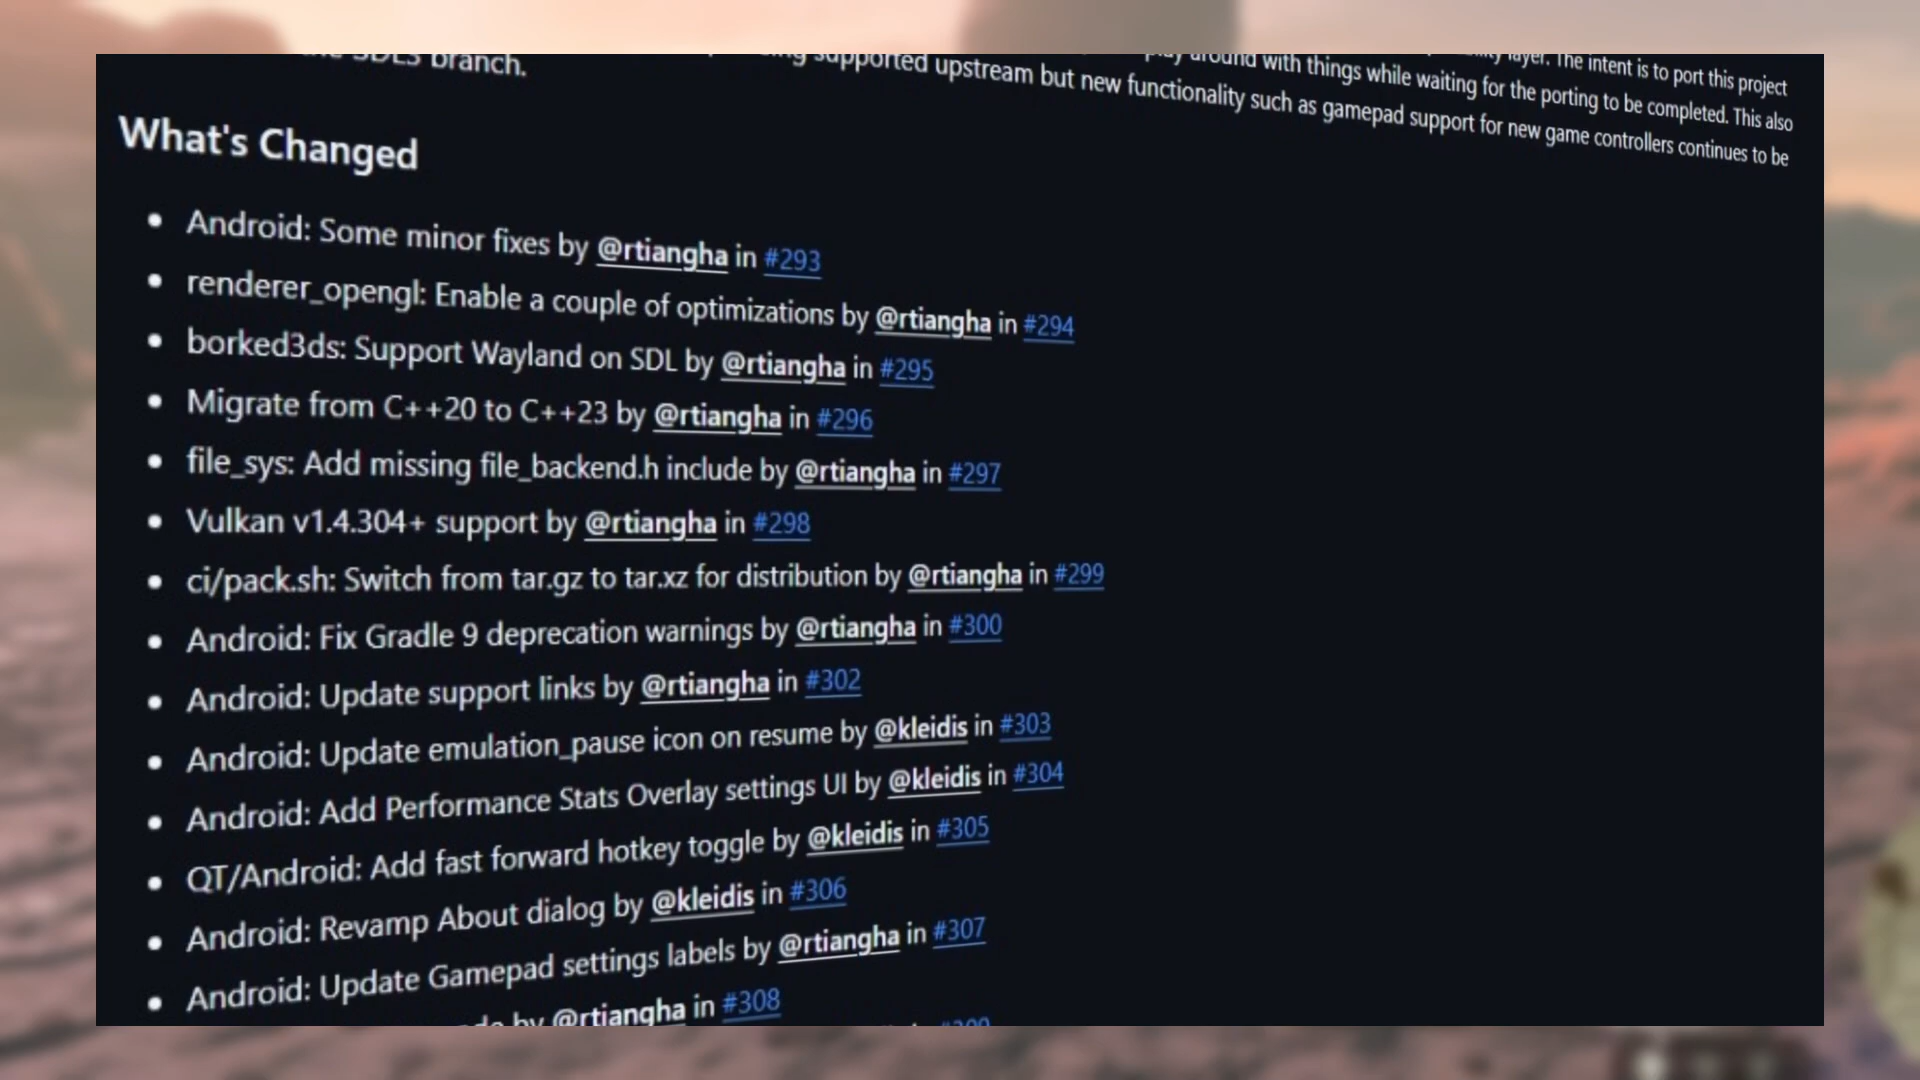 SDL3 branch.
layer. The intent is to port this project
play around with things while waiting for the porting to be completed. This also
supported upstream but new functionality such as gamepad support for new game controllers continues to be
What's Changed
Android: Some minor fixes by @rtiangha in #293
renderer_opengl: Enable a couple of optimizations by @rtiangha in #294
borked3ds: Support Wayland on SDL by @rtiangha in #295
Migrate from C++20 to C++23 by @rtiangha in #296
file_sys: Add missing file_backend.h include by @rtiangha in #297
Vulkan v1.4.304+ support by @rtiangha in #298
ci/pack.sh: Switch from tar.gz to tar.xz for distribution by @rtiangha in #299
Android: Fix Gradle 9 deprecation warnings by @rtiangha in #300
Android: Update support links by @rtiangha in #302
Android: Update emulation_pause icon on resume by @kleidis in #303
Android: Add Performance Stats Overlay settings UI by @kleidis in #304
QT/Android: Add fast forward hotkey toggle by @kleidis in #305
Android: Revamp About dialog by @kleidis in #306
Android: Update Gamepad settings labels by @rtiangha in #307
by @rtiangha in #308